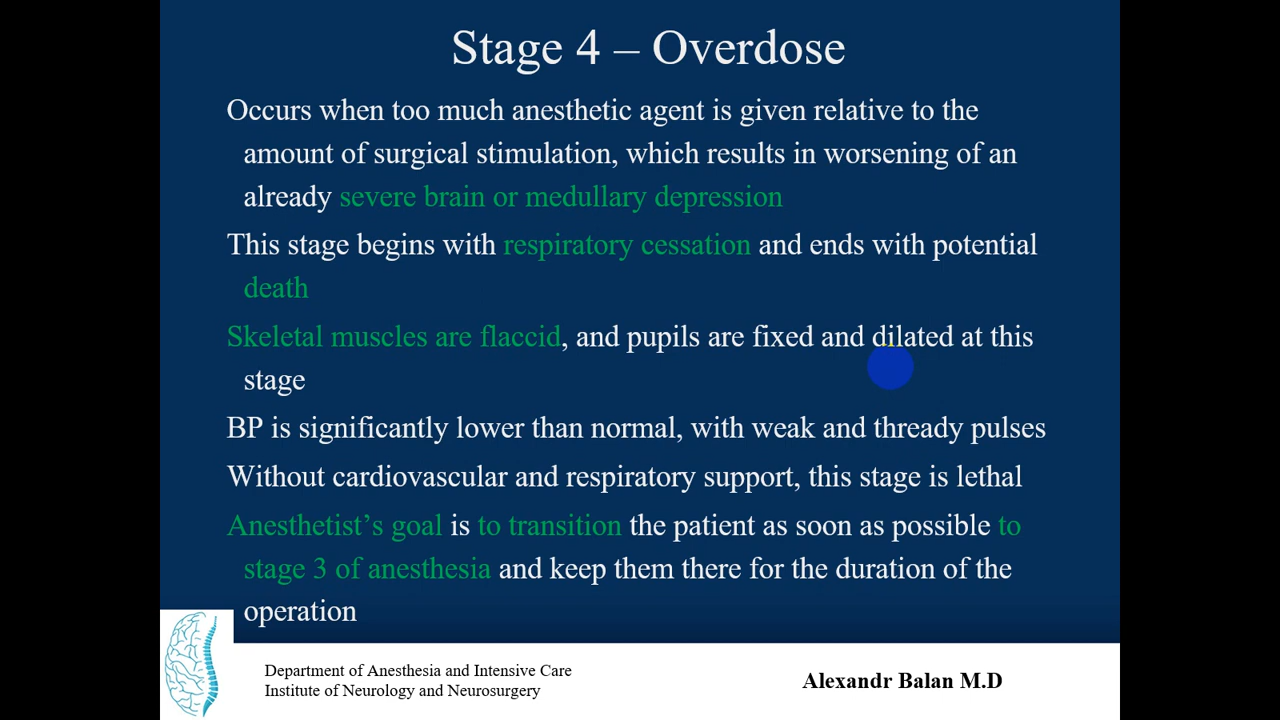 Stage 4 – Overdose
Occurs when too much anesthetic agent is given relative to the
amount of surgical stimulation, which results in worsening of an
already severe brain or medullary depression
This stage begins with respiratory cessation and ends with potential
death
Skeletal muscles are flaccid, and pupils are fixed and dilated at this
stage
BP is significantly lower than normal, with weak and thready pulses
Without cardiovascular and respiratory support, this stage is lethal
Anesthetist’s goal is to transition the patient as soon as possible to
stage 3 of anesthesia and keep them there for the duration of the
operation
Department of Anesthesia and Intensive Care
Institute of Neurology and Neurosurgery
Alexandr Balan M.D